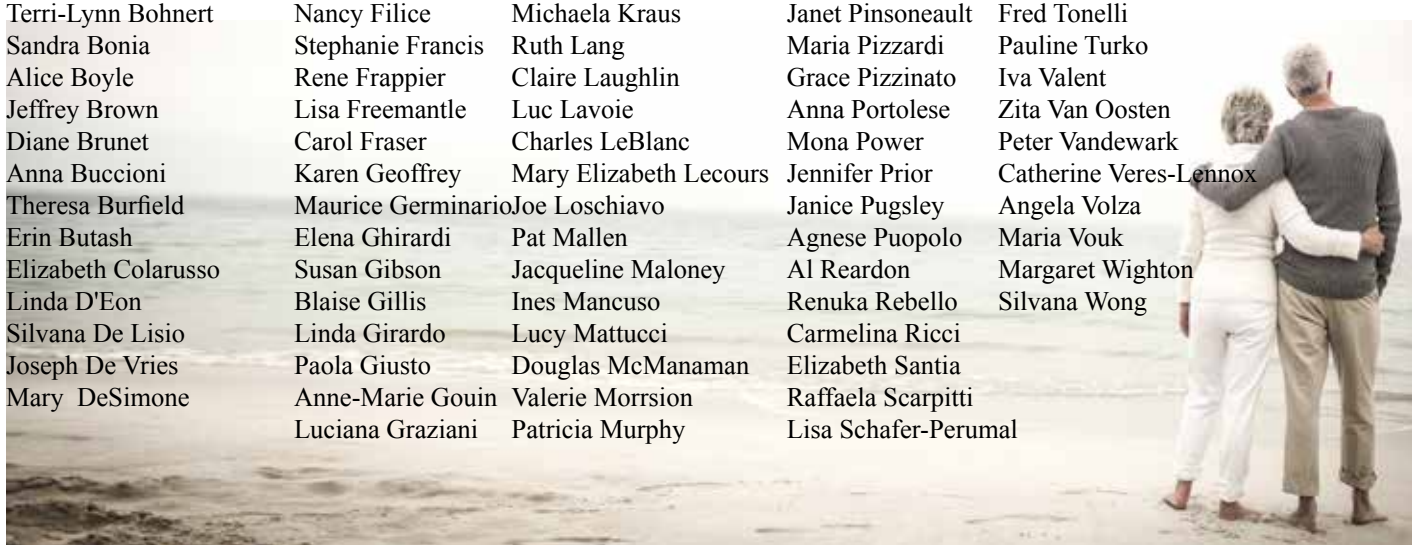 Terri-Lynn Bohnert
Sandra Bonia
Alice Boyle
Jeffrey Brown
Diane Brunet
Anna Buccioni
Theresa Burfield
Erin Butash
Elizabeth Colarusso
Linda D'Eon
Silvana De Lisio
Joseph De Vries
Mary  DeSimone
Nancy Filice
Stephanie Francis
Rene Frappier
Lisa Freemantle
Carol Fraser
Karen Geoffrey
Maurice Germinario
Elena Ghirardi
Susan Gibson
Blaise Gillis
Linda Girardo
Paola Giusto
Anne-Marie Gouin
Luciana Graziani
Michaela Kraus
Ruth Lang
Claire Laughlin
Luc Lavoie
Charles LeBlanc
Mary Elizabeth Lecours
Joe Loschiavo
Pat Mallen
Jacqueline Maloney
Ines Mancuso
Lucy Mattucci
Douglas McManaman
Valerie Morrsion
Patricia Murphy
Janet Pinsoneault
Maria Pizzardi
Grace Pizzinato
Anna Portolese
Mona Power
Jennifer Prior
Janice Pugsley
Agnese Puopolo
Al Reardon
Renuka Rebello
Carmelina Ricci
Elizabeth Santia
Raffaela Scarpitti
Lisa Schafer-Perumal
Fred Tonelli
Pauline Turko
Iva Valent
Zita Van Oosten
Peter Vandewark
Catherine Veres-Lennox
Angela Volza
Maria Vouk
Margaret Wighton
Silvana Wong